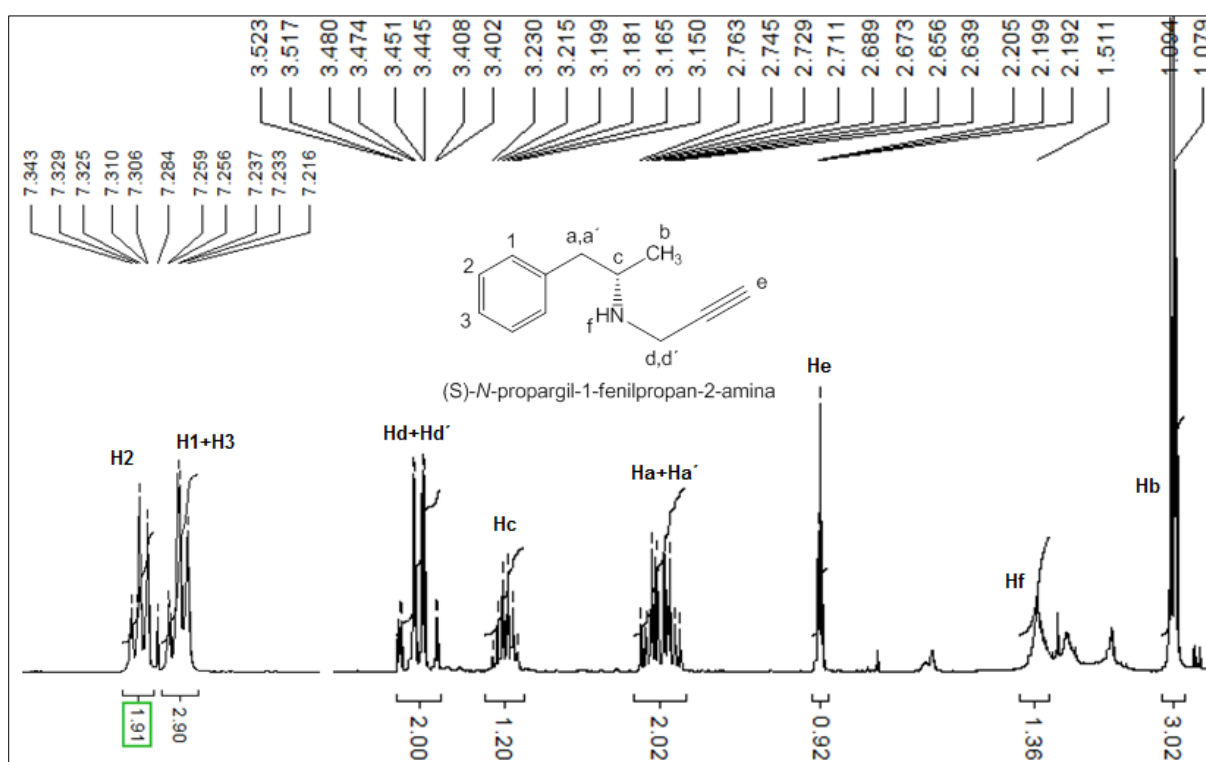 3.523 3.517 3.480 3.474 3.451 3.445 3.408 3.402 3.230 3.215 3.199 3.181 3.165 3.150 2.763 2.745 2.729 2.711 2.689 2.673 2.656 2.639 2.205 2.199 2.192 1.511 1.094 1.079
7.343 7.329 7.325 7.310 7.306 7.284 7.259 7.256 7.237 7.233 7.216
1 a,a´ b
2 c CH₃
3 e
f HN
d,d´
(S)-N-propargil-1-fenilpropan-2-amina
He
H2 H1+H3 Hd+Hd´ Hc Ha+Ha´ Hf Hb
1.91 2.90 2.00 1.20 2.02 0.92 1.36 3.02